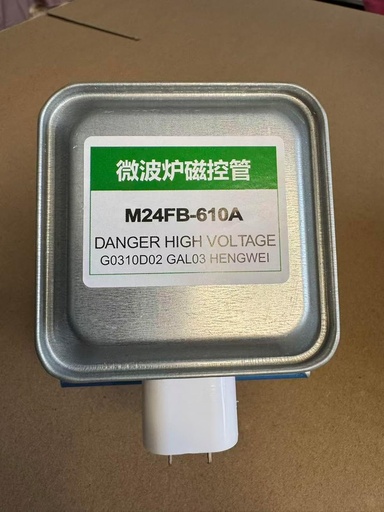 微波炉磁控管
M24FB-610A
DANGER HIGH VOLTAGE
G0310D02 GAL03 HENGWEI